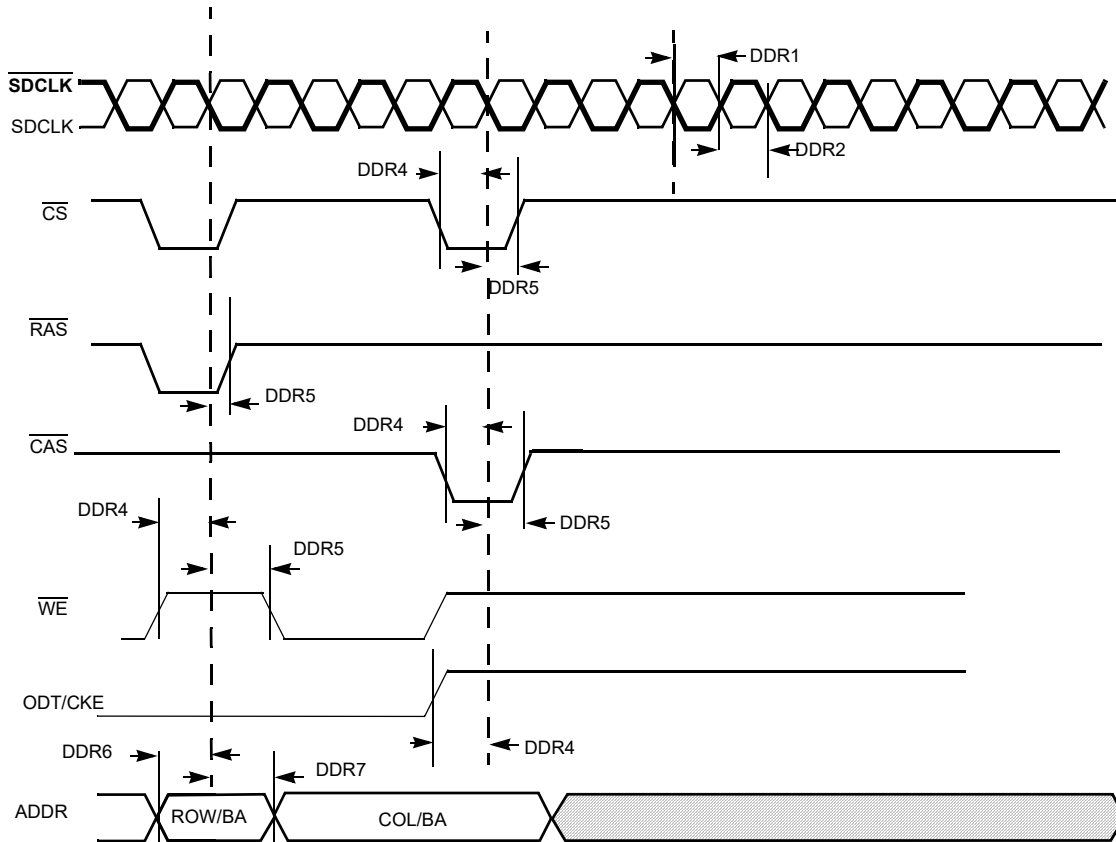 DDR1
SDCLK
SDCLK
DDR2
DDR4
CS
DDR5
RAS
DDR5
DDR4
CAS
DDR4
DDR5
DDR5
WE
ODT/CKE
DDR6
DDR4
DDR7
ADDR
ROW/BA
COL/BA